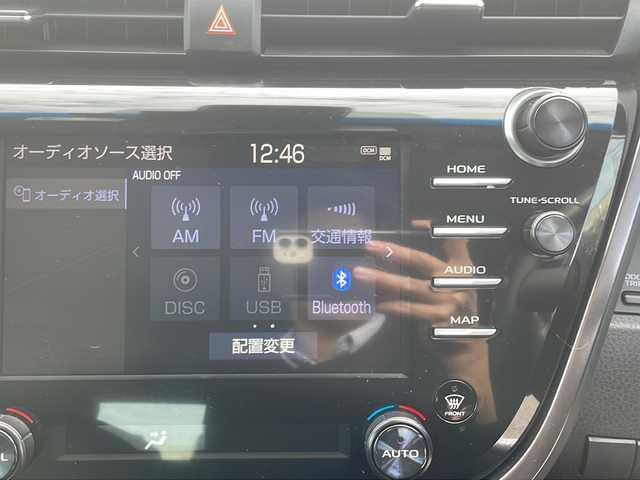 オーディオソース選択
12:46
DCM
DCM
AUDIO OFF
オーディオ選択
AM
FM
交通情報
DISC
USB
Bluetooth
配置変更
HOME
TUNE•SCROLL
MENU
AUDIO
MAP
FRONT
AUTO
L
TRIP